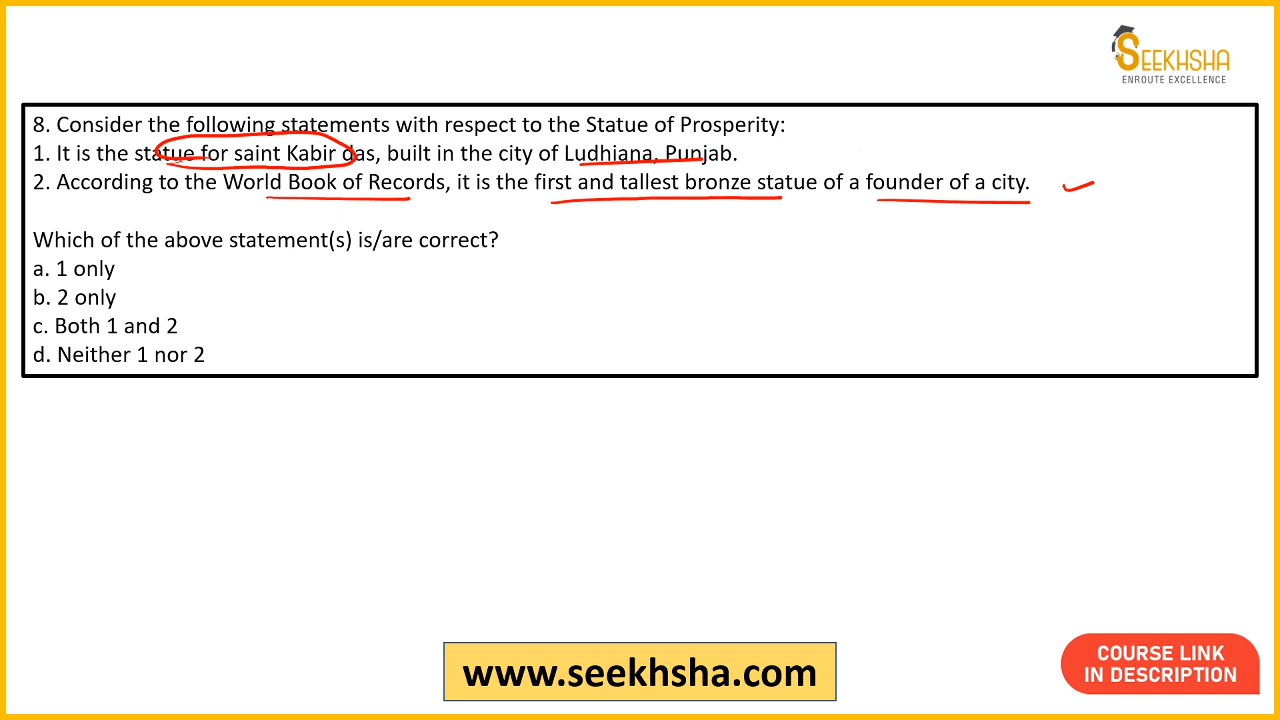 SEEKHSHA
ENROUTE EXCELLENCE
8. Consider the following statements with respect to the Statue of Prosperity:
1. It is the statue for saint Kabir das, built in the city of Ludhiana, Punjab.
2. According to the World Book of Records, it is the first and tallest bronze statue of a founder of a city.
Which of the above statement(s) is/are correct?
a. 1 only
b. 2 only
c. Both 1 and 2
d. Neither 1 nor 2
www.seekhsha.com
COURSE LINK
IN DESCRIPTION